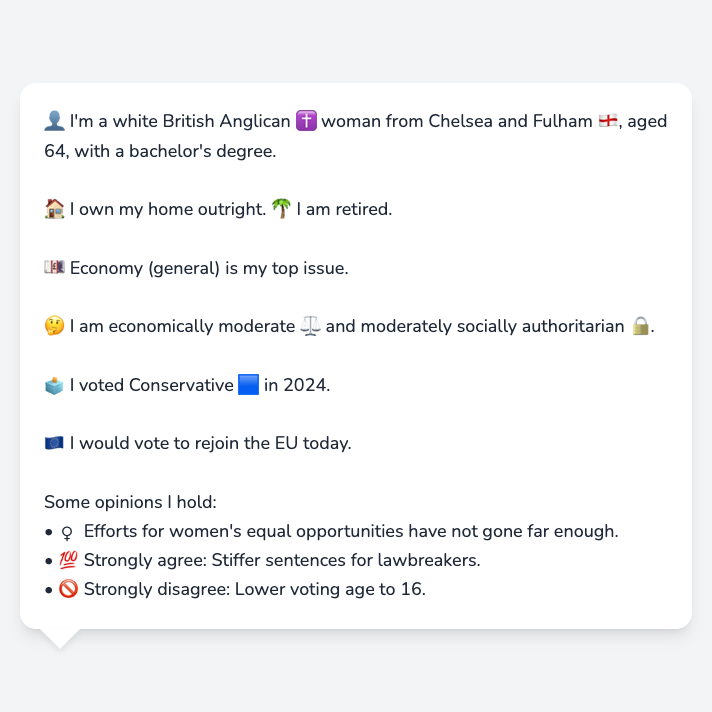 👤 I'm a white British Anglican ✝️ woman from Chelsea and Fulham 🏴󠁧󠁢󠁥󠁮󠁧󠁿, aged
64, with a bachelor's degree.
🏠 I own my home outright. 🌴 I am retired.
💷 Economy (general) is my top issue.
🤔 I am economically moderate ⚖️ and moderately socially authoritarian 🔒.
🗳️ I voted Conservative 🟦 in 2024.
🇪🇺 I would vote to rejoin the EU today.
Some opinions I hold:
• ♀️ Efforts for women's equal opportunities have not gone far enough.
• 💯 Strongly agree: Stiffer sentences for lawbreakers.
• 🚫 Strongly disagree: Lower voting age to 16.